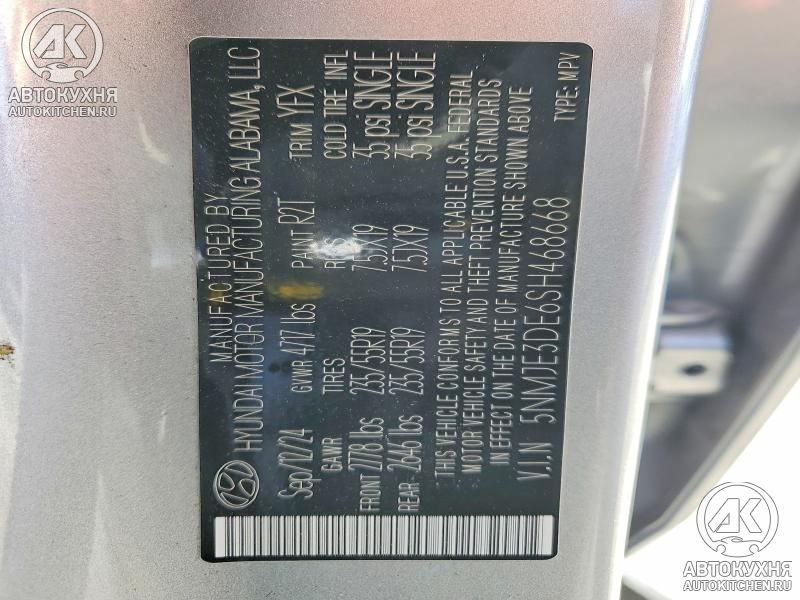 AK
АВТОКУХНЯ
AUTOKITCHEN.RU
MANUFACTURED BY
HYUNDAI MOTOR MANUFACTURING ALABAMA, LLC
Sep/12/24 GVWR 4717 lbs PAINT R2T TRIM YFX
GAWR TIRES RIMS COLD TIRE INFL
FRONT 2778 lbs 235/55R19 7.5JX19 35 psi SINGLE
REAR 2646 lbs 235/55R19 7.5JX19 35 psi SINGLE
THIS VEHICLE CONFORMS TO ALL APPLICABLE U.S.A. FEDERAL
MOTOR VEHICLE SAFETY AND THEFT PREVENTION STANDARDS
IN EFFECT ON THE DATE OF MANUFACTURE SHOWN ABOVE
V.I.N 5NMJE3DE6SH468668 TYPE: MPV
AK
АВТОКУХНЯ
AUTOKITCHEN.RU